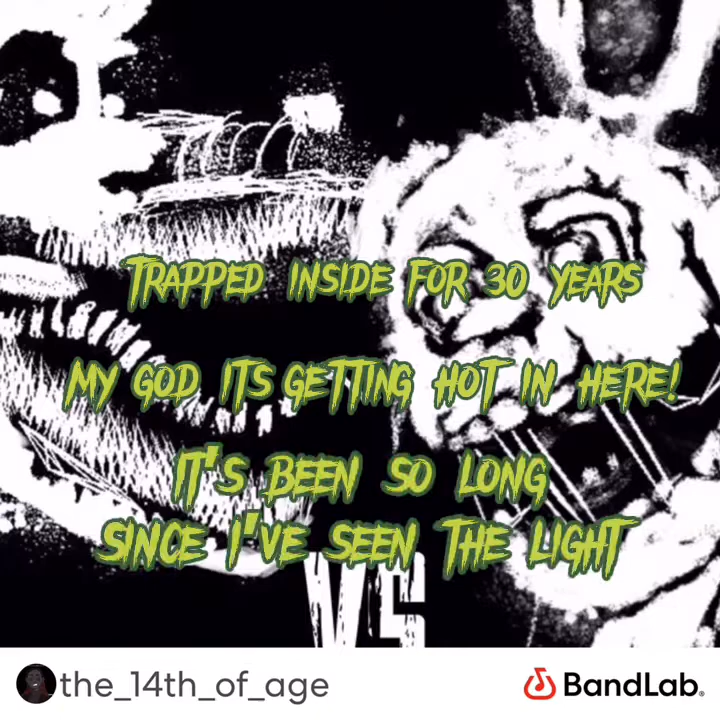 TRAPPED INSIDE FOR 30 YEARS
MY GOD ITS GETTING HOT IN HERE!
IT'S BEEN SO LONG
SINCE I'VE SEEN THE LIGHT
VS
the_14th_of_age
BandLab